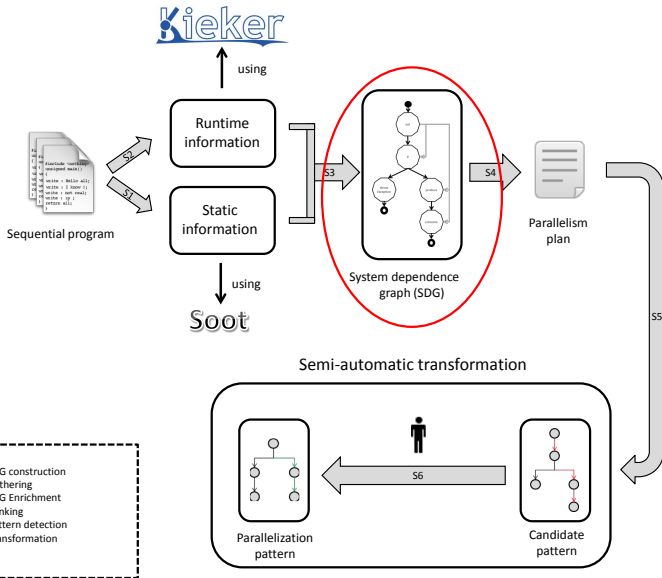 Kieker
using
Runtime
information
S2
S1
Sequential program
Static
information
using
Soot
S3
System dependence
graph (SDG)
S4
Parallelism
plan
S5
Semi-automatic transformation
S6
Parallelization
pattern
Candidate
pattern
G construction
thering
G Enrichment
nking
ttern detection
ansformation